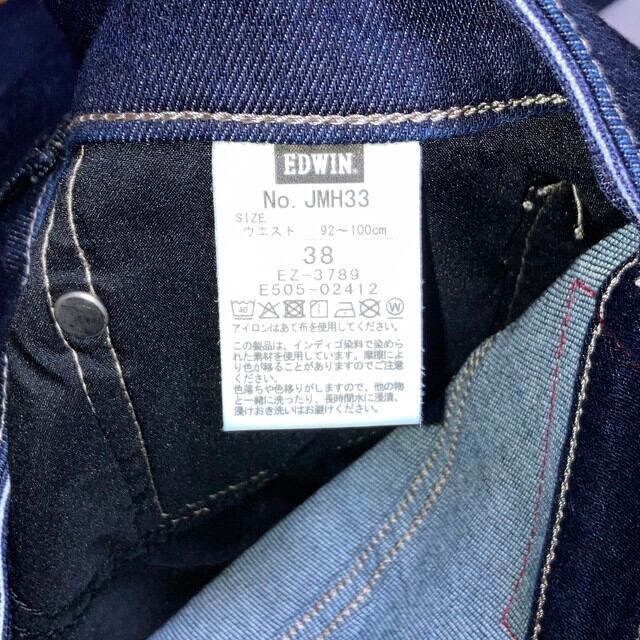 EDWIN
No. JMH33
SIZE
ウエスト 92～100cm
38
EZ-3789
E505-02412
40 W
アイロンはあて布を使用してください
この製品は、インディゴ染料で染めら
れた素材を使用しています。摩擦によ
り色が移ることがありますのでご注意
ください。
色落ちや色移りがしますので、他の物
と一緒に洗ったり、長時間水に浸漬、
浸けおき洗いはお避けください。